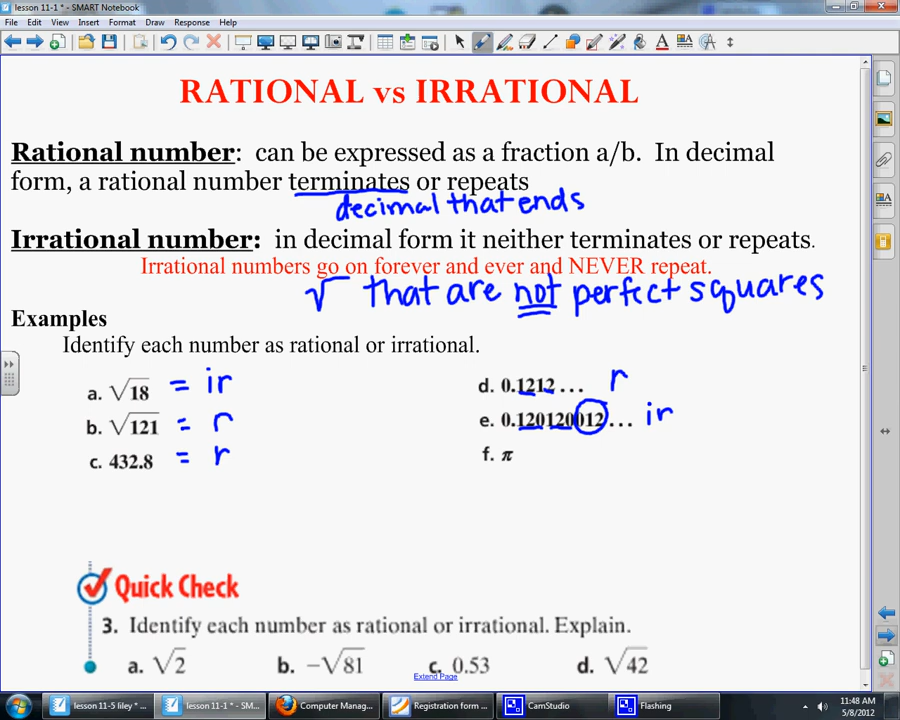 lesson 11-1 * - SMART Notebook
File Edit View Insert Format Draw Response Help
RATIONAL vs IRRATIONAL
Rational number: can be expressed as a fraction a/b. In decimal
form, a rational number terminates or repeats
decimal that ends
Irrational number: in decimal form it neither terminates or repeats.
Irrational numbers go on forever and ever and NEVER repeat.
√ that are not perfect squares
Examples
Identify each number as rational or irrational.
a. √18 = ir
b. √121 = r
c. 432.8 = r
d. 0.1212... r
e. 0.120120012... ir
f. π
Quick Check
3. Identify each number as rational or irrational. Explain.
a. √2 b. -√81 c. 0.53 d. √42
Extend Page
lesson 11-5 liley * ... lesson 11-1 * - SM... Computer Manag... Registration form ... CamStudio Flashing
11:48 AM
5/8/2012